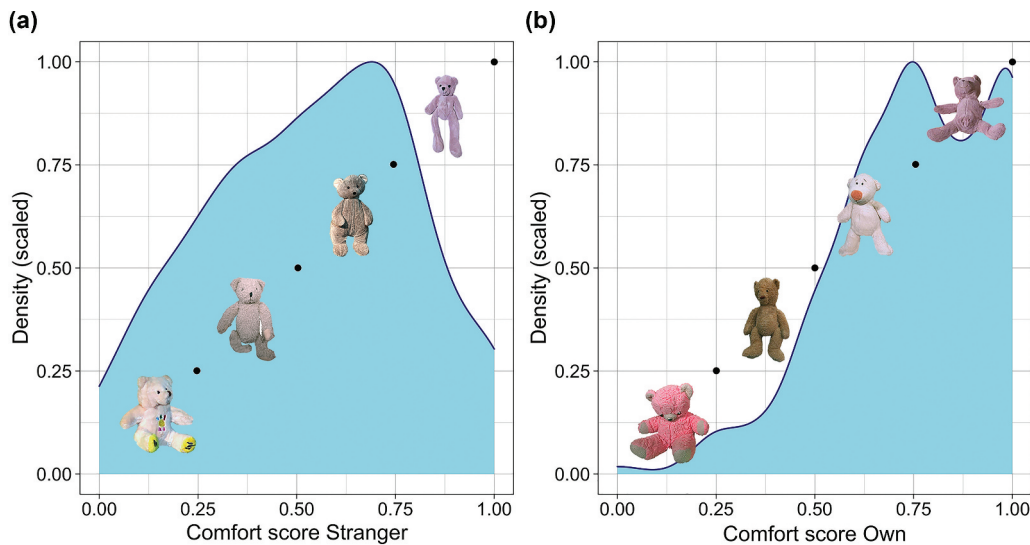 (a)
Density (scaled)
1.00
0.75
0.50
0.25
0.00
0.00 0.25 0.50 0.75 1.00
Comfort score Stranger
(b)
Density (scaled)
1.00
0.75
0.50
0.25
0.00
0.00 0.25 0.50 0.75 1.00
Comfort score Own